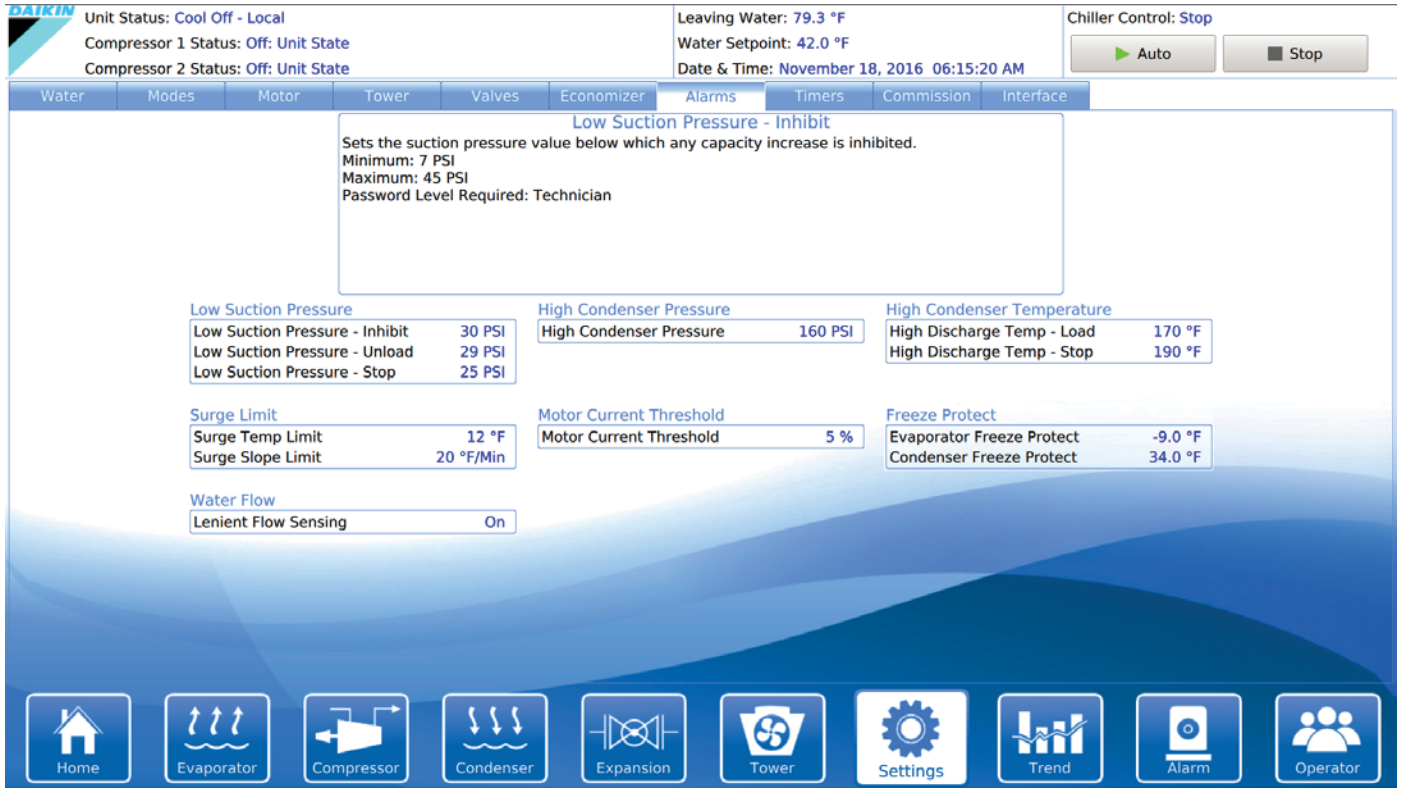 DAIKIN
Unit Status: Cool Off - Local
Compressor 1 Status: Off: Unit State
Compressor 2 Status: Off: Unit State
Leaving Water: 79.3 °F
Water Setpoint: 42.0 °F
Date & Time: November 18, 2016 06:15:20 AM
Chiller Control: Stop
Auto
Stop
Water Modes Motor Tower Valves Economizer Alarms Timers Commission Interface
Low Suction Pressure - Inhibit
Sets the suction pressure value below which any capacity increase is inhibited.
Minimum: 7 PSI
Maximum: 45 PSI
Password Level Required: Technician
Low Suction Pressure
Low Suction Pressure - Inhibit 30 PSI
Low Suction Pressure - Unload 29 PSI
Low Suction Pressure - Stop 25 PSI
High Condenser Pressure
High Condenser Pressure 160 PSI
High Condenser Temperature
High Discharge Temp - Load 170 °F
High Discharge Temp - Stop 190 °F
Surge Limit
Surge Temp Limit 12 °F
Surge Slope Limit 20 °F/Min
Motor Current Threshold
Motor Current Threshold 5 %
Freeze Protect
Evaporator Freeze Protect -9.0 °F
Condenser Freeze Protect 34.0 °F
Water Flow
Lenient Flow Sensing On
Home Evaporator Compressor Condenser Expansion Tower Settings Trend Alarm Operator